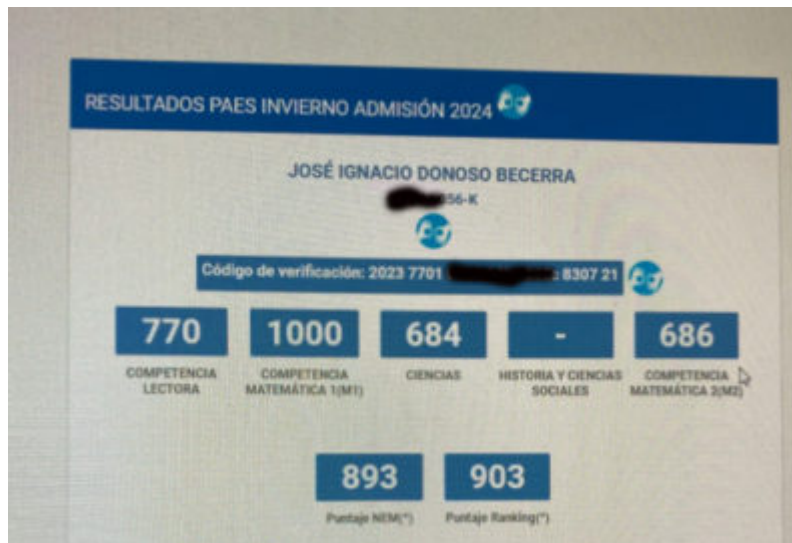 RESULTADOS PAES INVIERNO ADMISIÓN 2024
JOSÉ IGNACIO DONOSO BECERRA
356-K
Código de verificación: 2023 7701 : 8307 21
770 1000 684 - 686
COMPETENCIA LECTORA
COMPETENCIA MATEMÁTICA 1(M1)
CIENCIAS
HISTORIA Y CIENCIAS SOCIALES
COMPETENCIA MATEMÁTICA 2(M2)
893 903
Puntaje NEM(*) Puntaje Ranking(*)